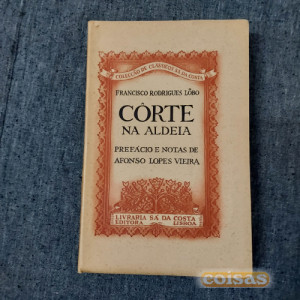 COLECÇÃO DE CLÁSSICOS SÁ DA COSTA
FRANCISCO RODRIGUES LÔBO
CÔRTE
NA ALDEIA
PREFÁCIO E NOTAS DE
AFONSO LOPES VIEIRA
LIVRARIA SÁ DA COSTA
EDITORA LISBOA
coisas